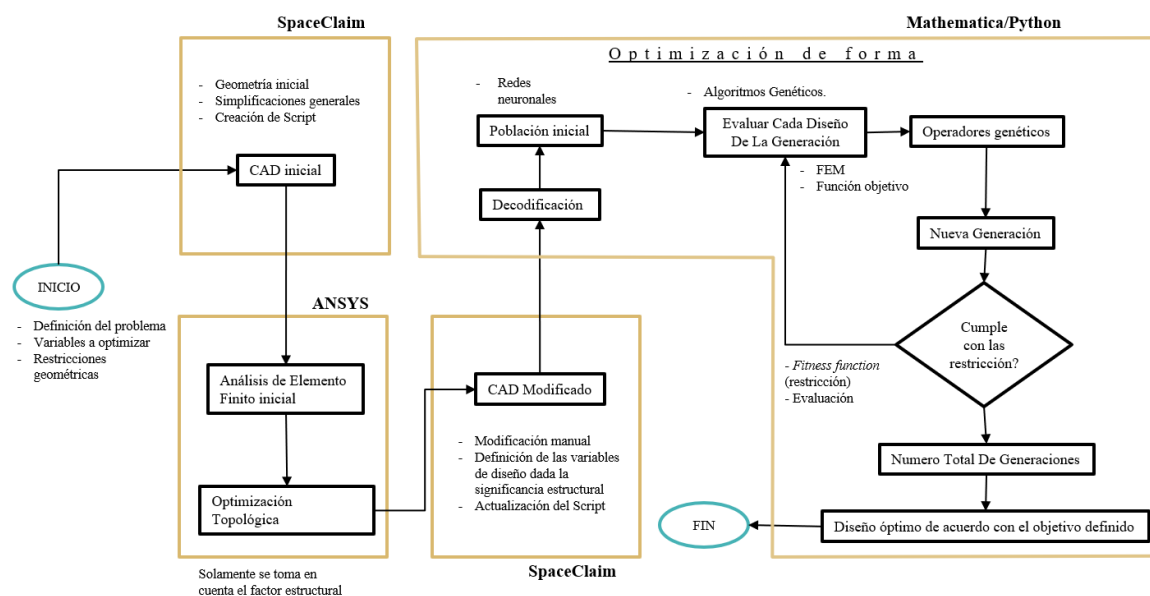 SpaceClaim
- Geometría inicial
- Simplificaciones generales
- Creación de Script
CAD inicial
INICIO
- Definición del problema
- Variables a optimizar
- Restricciones
geométricas
ANSYS
Análisis de Elemento
Finito inicial
Optimización
Topológica
Solamente se toma en
cuenta el factor estructural
CAD Modificado
- Modificación manual
- Definición de las variables
de diseño dada la
significancia estructural
- Actualización del Script
SpaceClaim
Mathematica/Python
Optimización de forma
- Redes
neuronales
Población inicial
Decodificación
- Algoritmos Genéticos.
Evaluar Cada Diseño
De La Generación
- FEM
- Función objetivo
Operadores genéticos
Nueva Generación
Cumple
con las
restricción?
- Fitness function
(restricción)
- Evaluación
Numero Total De Generaciones
Diseño óptimo de acuerdo con el objetivo definido
FIN